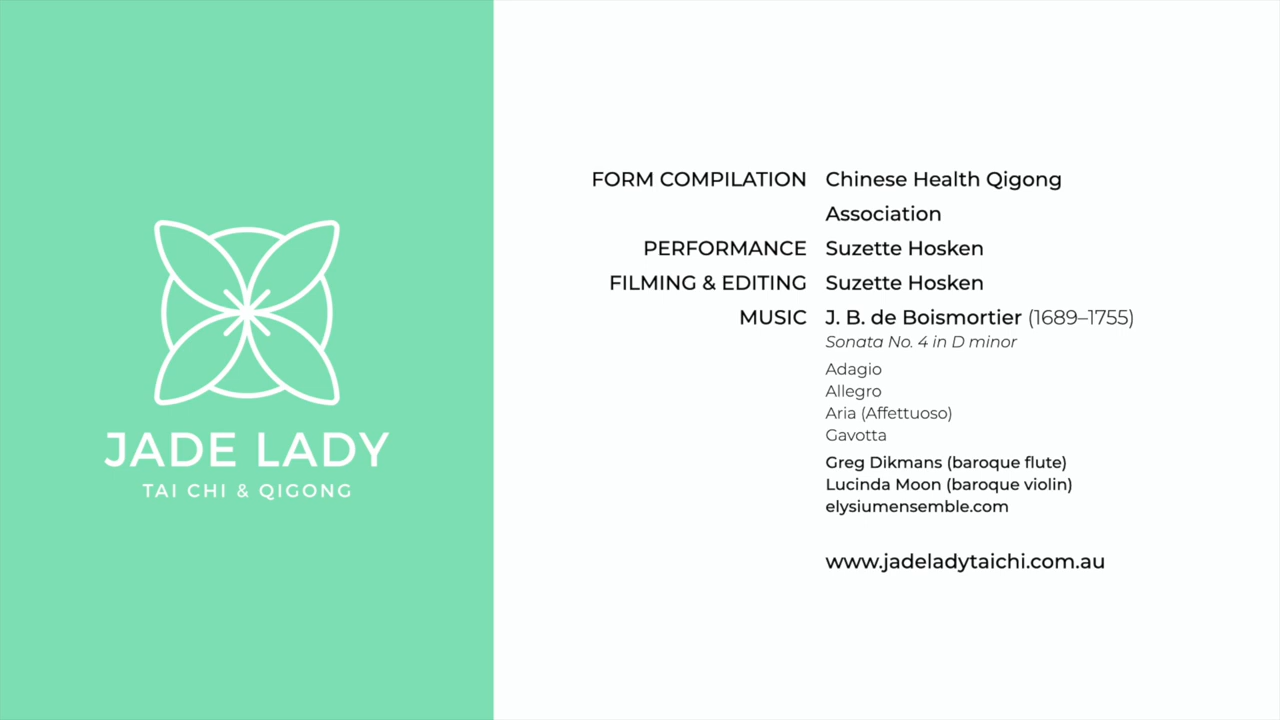 JADE LADY
TAI CHI & QIGONG
FORM COMPILATION Chinese Health Qigong
Association
PERFORMANCE Suzette Hosken
FILMING & EDITING Suzette Hosken
MUSIC J. B. de Boismortier (1689–1755)
Sonata No. 4 in D minor
Adagio
Allegro
Aria (Affettuoso)
Gavotta
Greg Dikmans (baroque flute)
Lucinda Moon (baroque violin)
elysiumensemble.com
www.jadeladytaichi.com.au